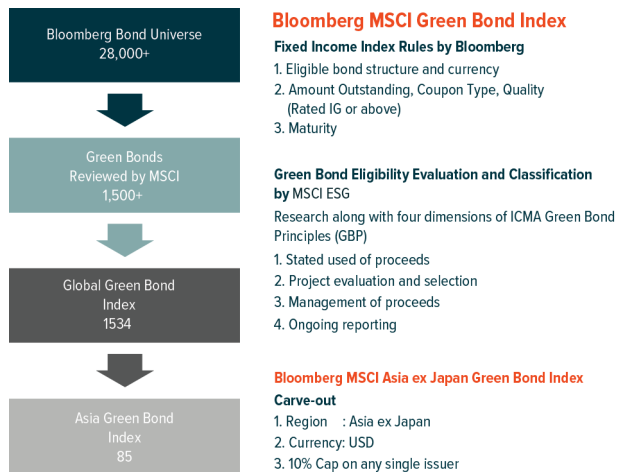 Bloomberg Bond Universe
28,000+
Green Bonds
Reviewed by MSCI
1,500+
Global Green Bond
Index
1534
Asia Green Bond
Index
85
Bloomberg MSCI Green Bond Index
Fixed Income Index Rules by Bloomberg
1. Eligible bond structure and currency
2. Amount Outstanding, Coupon Type, Quality
(Rated IG or above)
3. Maturity
Green Bond Eligibility Evaluation and Classification
by MSCI ESG
Research along with four dimensions of ICMA Green Bond
Principles (GBP)
1. Stated used of proceeds
2. Project evaluation and selection
3. Management of proceeds
4. Ongoing reporting
Bloomberg MSCI Asia ex Japan Green Bond Index
Carve-out
1. Region : Asia ex Japan
2. Currency: USD
3. 10% Cap on any single issuer